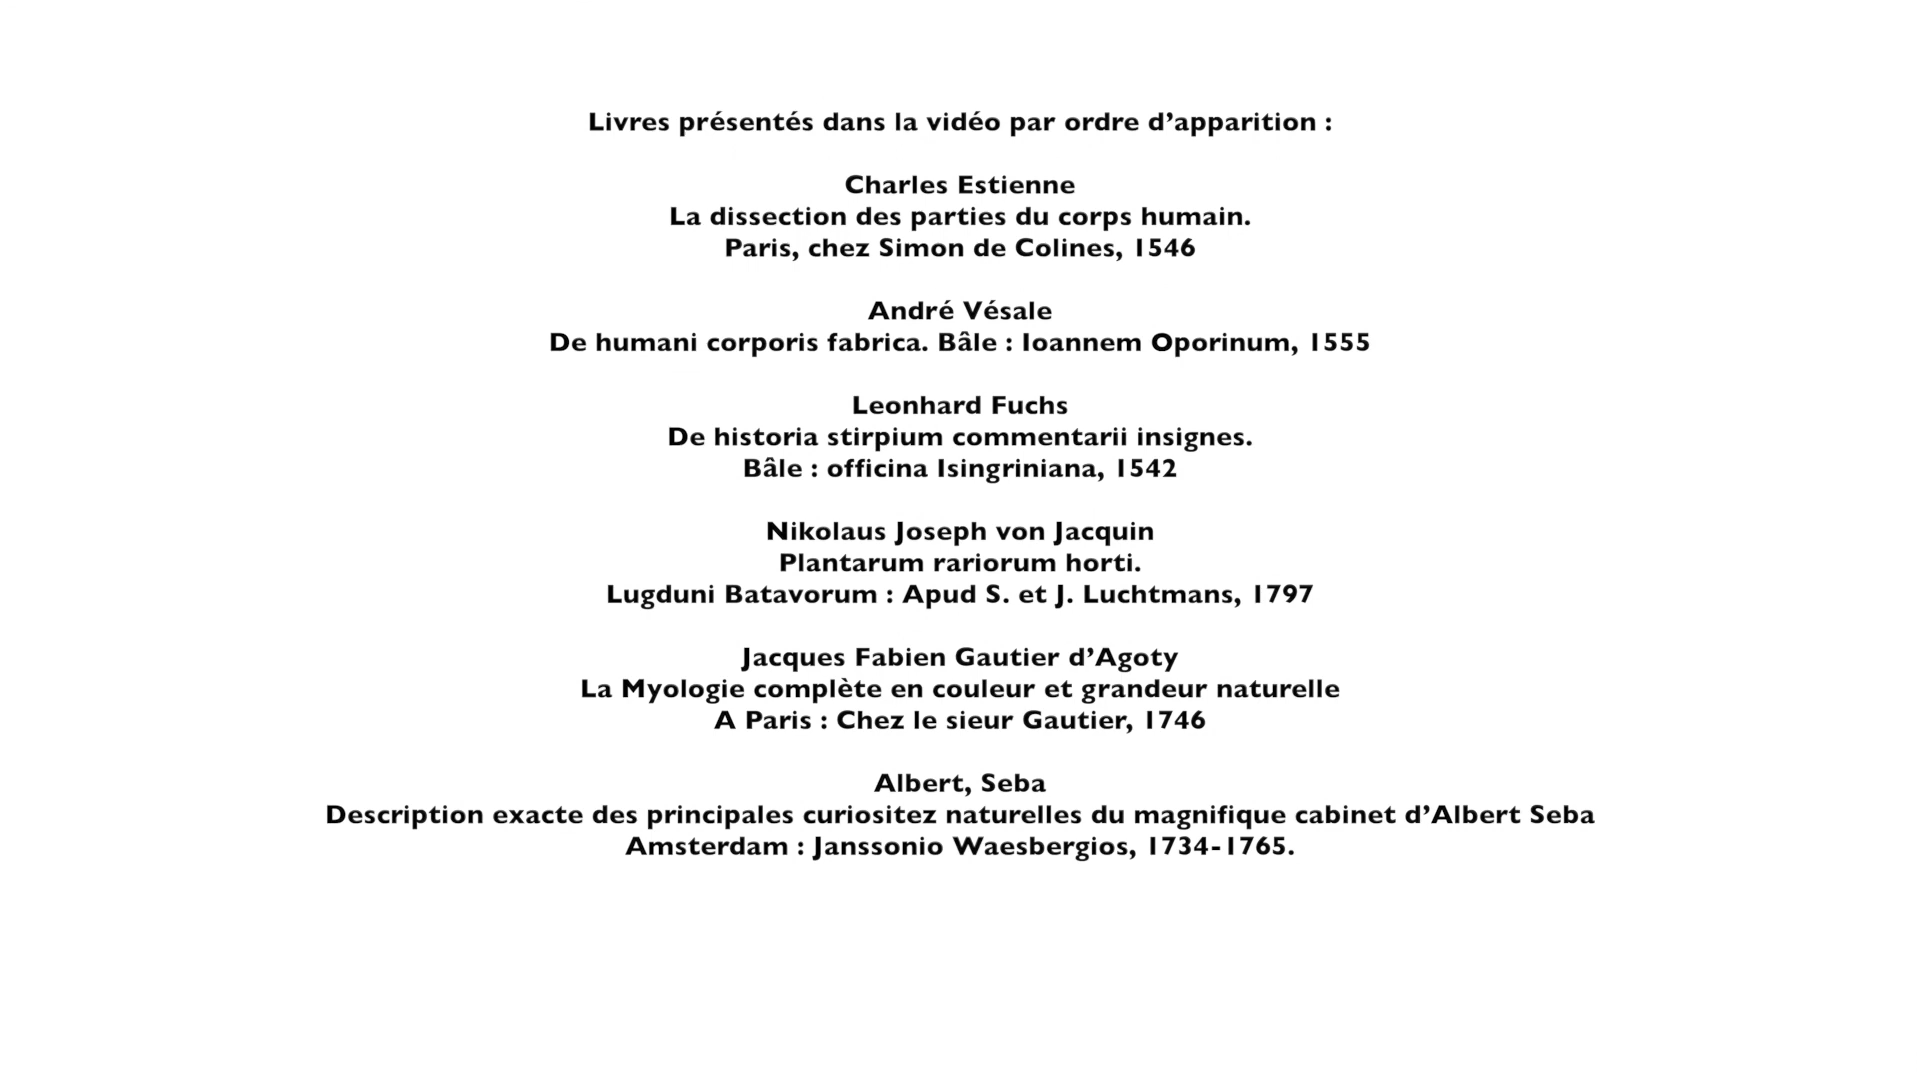 Livres présentés dans la vidéo par ordre d’apparition :
Charles Estienne
La dissection des parties du corps humain.
Paris, chez Simon de Colines, 1546
André Vésale
De humani corporis fabrica. Bâle : Ioannem Oporinum, 1555
Leonhard Fuchs
De historia stirpium commentarii insignes.
Bâle : officina Isingriniana, 1542
Nikolaus Joseph von Jacquin
Plantarum rariorum horti.
Lugduni Batavorum : Apud S. et J. Luchtmans, 1797
Jacques Fabien Gautier d’Agoty
La Myologie complète en couleur et grandeur naturelle
A Paris : Chez le sieur Gautier, 1746
Albert, Seba
Description exacte des principales curiositez naturelles du magnifique cabinet d’Albert Seba
Amsterdam : Janssonio Waesbergios, 1734-1765.